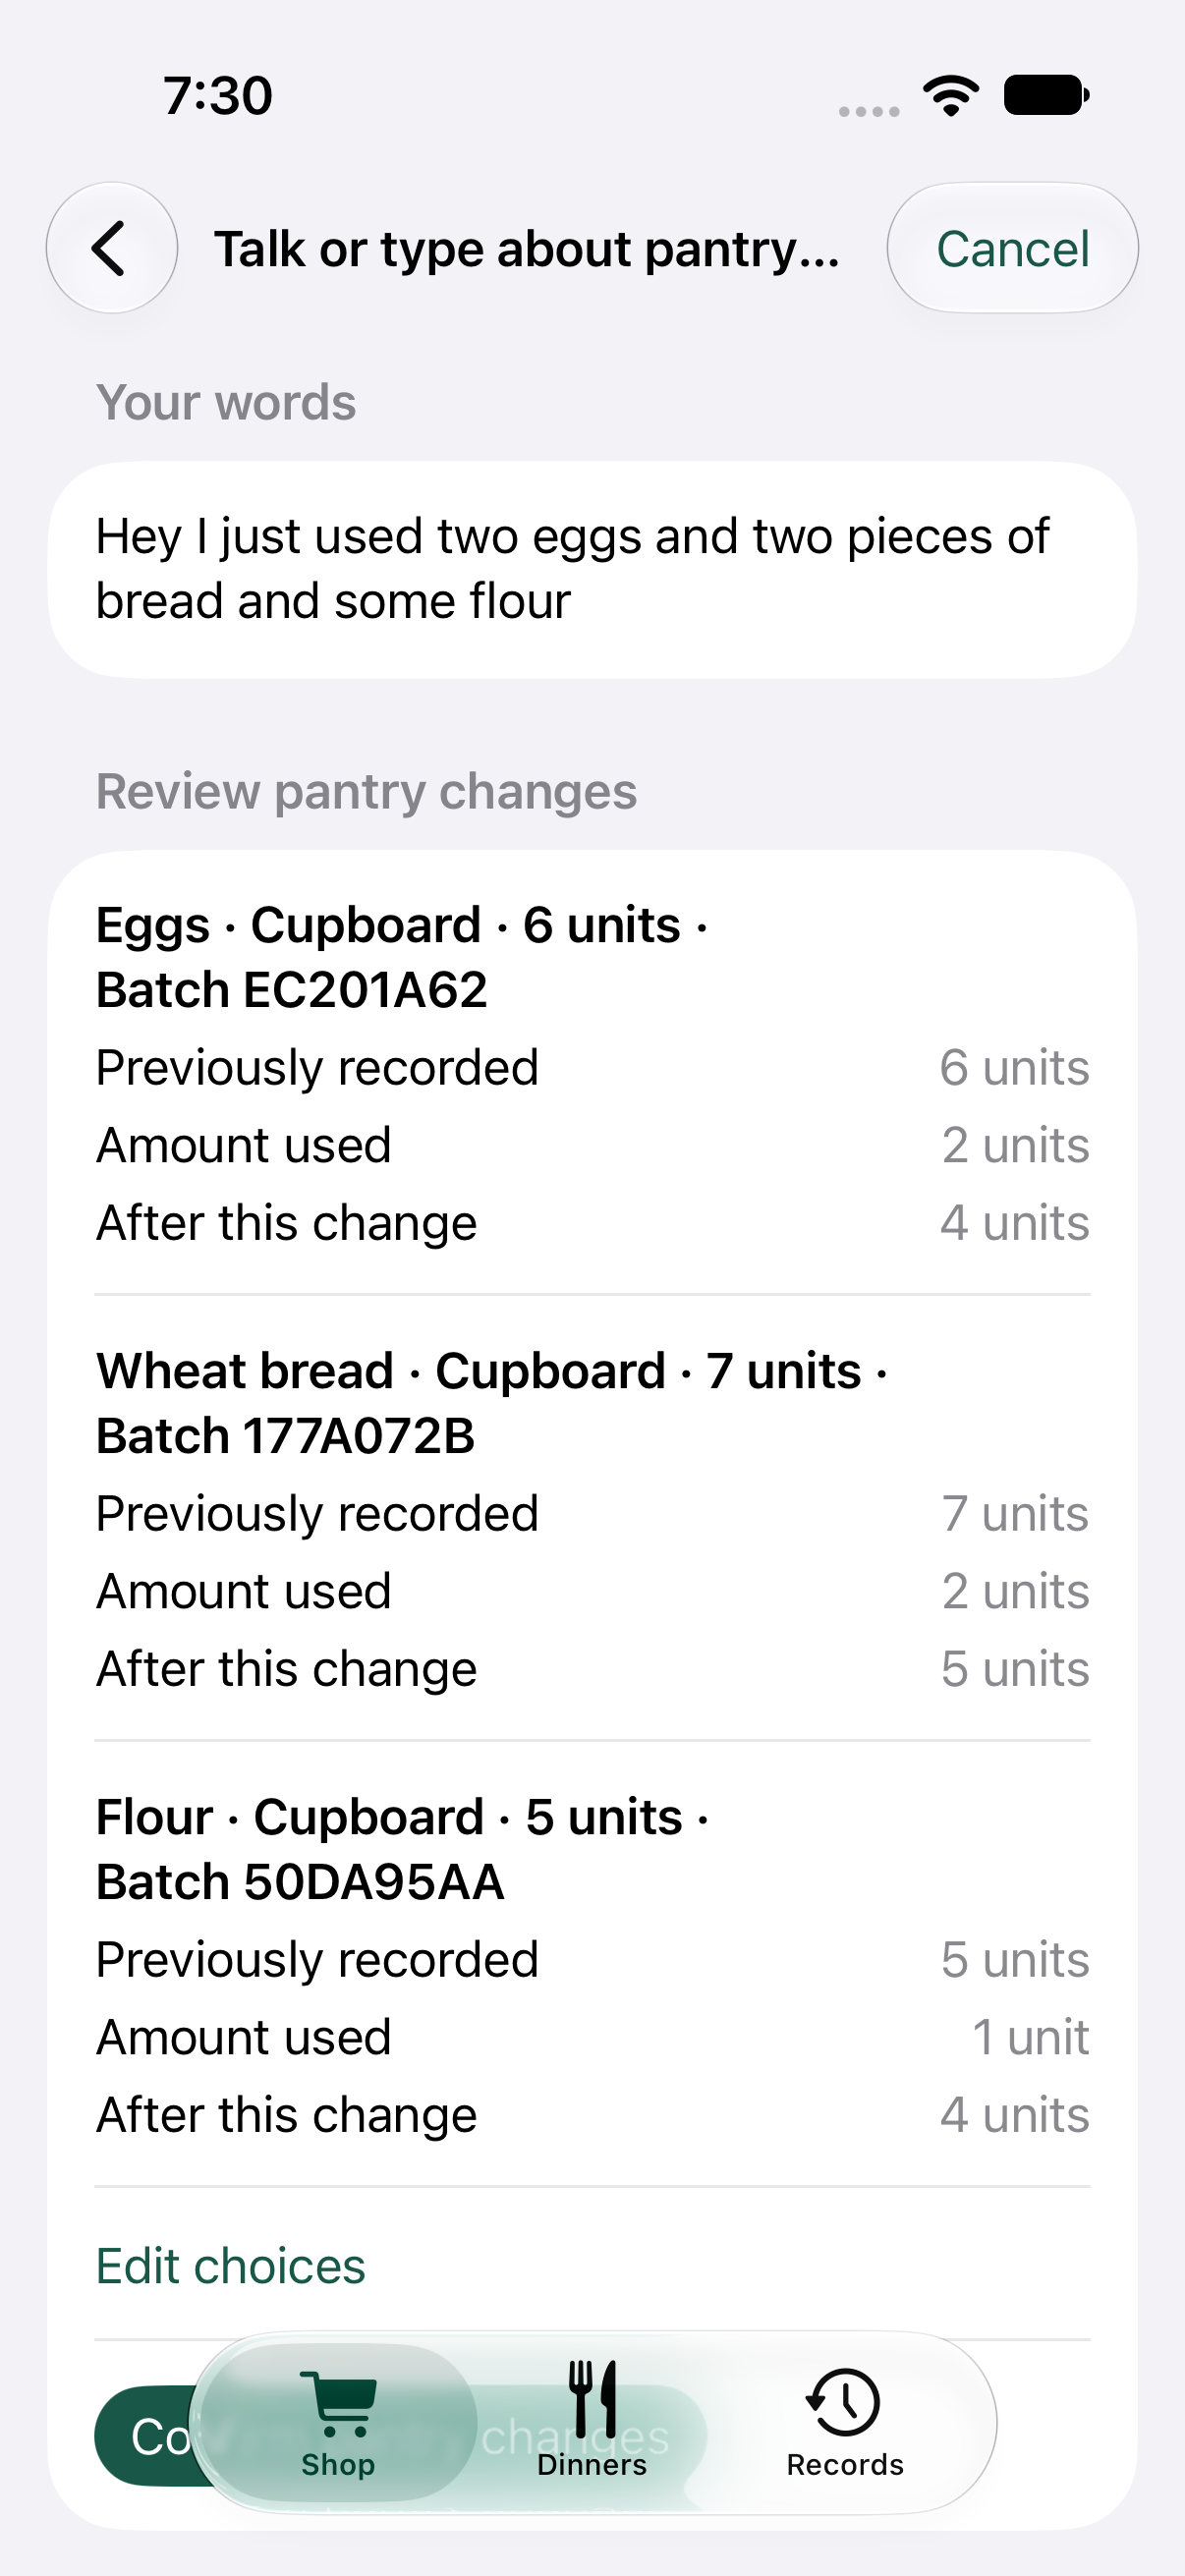 7:30
Talk or type about pantry...
Cancel
Your words
Hey I just used two eggs and two pieces of
bread and some flour
Review pantry changes
Eggs · Cupboard · 6 units ·
Batch EC201A62
Previously recorded 6 units
Amount used 2 units
After this change 4 units
Wheat bread · Cupboard · 7 units ·
Batch 177A072B
Previously recorded 7 units
Amount used 2 units
After this change 5 units
Flour · Cupboard · 5 units ·
Batch 50DA95AA
Previously recorded 5 units
Amount used 1 unit
After this change 4 units
Edit choices
changes
Shop Dinners Records